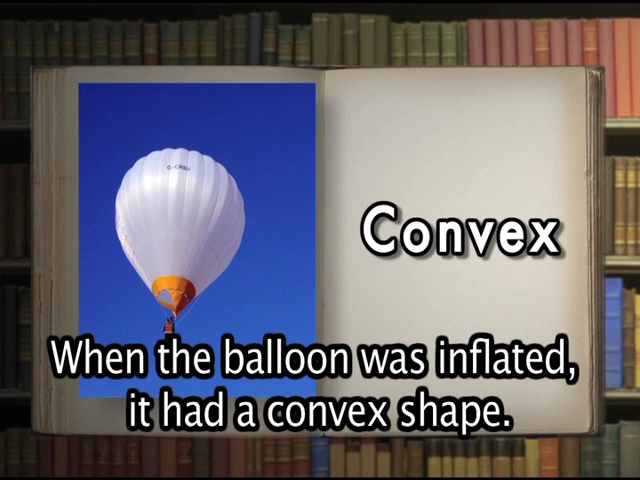 Convex
When the balloon was inflated,
it had a convex shape.